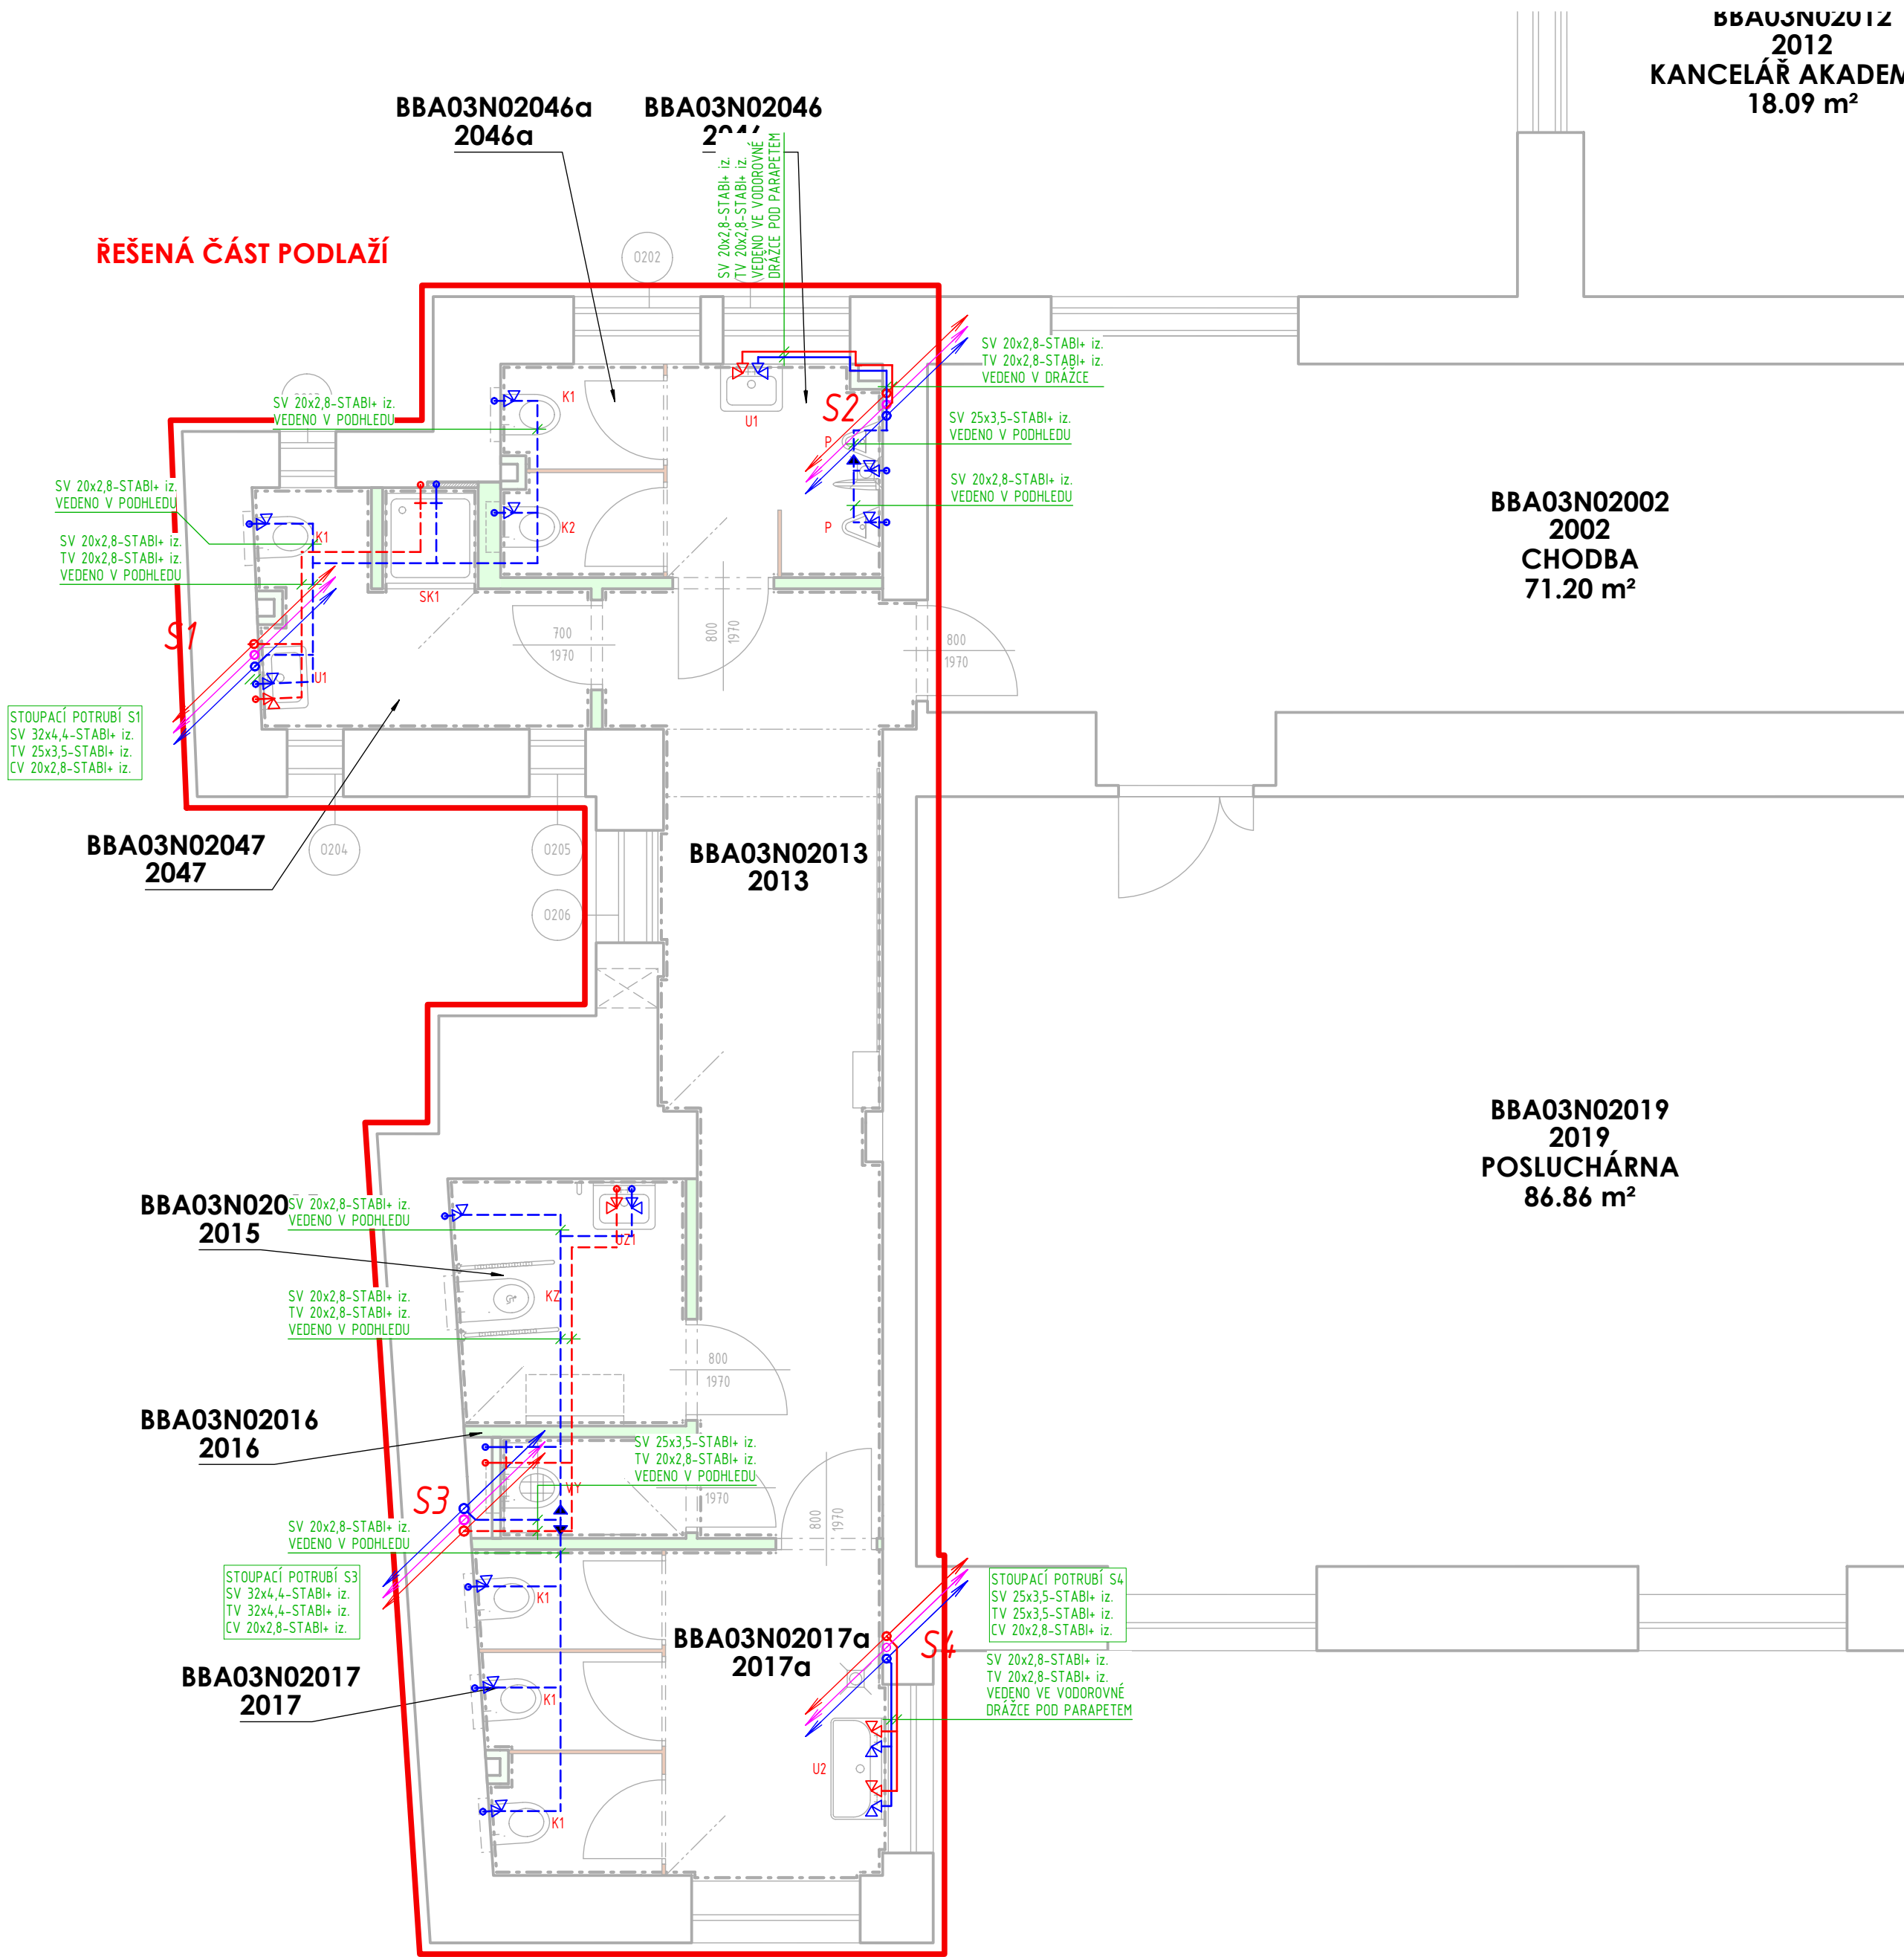 BBA03N02012
2012
KANCELÁŘ AKADEM
18.09 m²
BBA03N02046a
2046a
BBA03N02046
SV 20x2,8-STABI+ iz.
TV 20x2,8-STABI+ iz.
VEDENO VE VODOROVNÉ
DRÁŽCE POD PARAPETEM
ŘEŠENÁ ČÁST PODLAŽÍ
0202
SV 20x2,8-STABI+ iz.
TV 20x2,8-STABI+ iz.
VEDENO V DRÁŽCE
SV 20x2,8-STABI+ iz.
VEDENO V PODHLEDU
K1
U1
S2
P
SV 25x3,5-STABI+ iz.
VEDENO V PODHLEDU
SV 20x2,8-STABI+ iz.
VEDENO V PODHLEDU
SV 20x2,8-STABI+ iz.
VEDENO V PODHLEDU
K2
P
K1
SV 20x2,8-STABI+ iz.
TV 20x2,8-STABI+ iz.
VEDENO V PODHLEDU
SK1
BBA03N02002
2002
CHODBA
71.20 m²
S1
700
1970
800
1970
800
1970
U1
STOUPACÍ POTRUBÍ S1
SV 32x4,4-STABI+ iz.
TV 25x3,5-STABI+ iz.
CV 20x2,8-STABI+ iz.
BBA03N02047
2047
0204
0205
0206
BBA03N02013
2013
BBA03N02019
2019
POSLUCHÁRNA
86.86 m²
BBA03N020
2015
SV 20x2,8-STABI+ iz.
VEDENO V PODHLEDU
UZ1
SV 20x2,8-STABI+ iz.
TV 20x2,8-STABI+ iz.
VEDENO V PODHLEDU
KZ
800
1970
BBA03N02016
2016
SV 25x3,5-STABI+ iz.
TV 20x2,8-STABI+ iz.
VEDENO V PODHLEDU
VY
1970
S3
800
1970
SV 20x2,8-STABI+ iz.
VEDENO V PODHLEDU
STOUPACÍ POTRUBÍ S3
SV 32x4,4-STABI+ iz.
TV 32x4,4-STABI+ iz.
CV 20x2,8-STABI+ iz.
K1
STOUPACÍ POTRUBÍ S4
SV 25x3,5-STABI+ iz.
TV 25x3,5-STABI+ iz.
CV 20x2,8-STABI+ iz.
BBA03N02017a
2017a
S4
SV 20x2,8-STABI+ iz.
TV 20x2,8-STABI+ iz.
VEDENO VE VODOROVNÉ
DRÁŽCE POD PARAPETEM
BBA03N02017
2017
K1
U2
K1